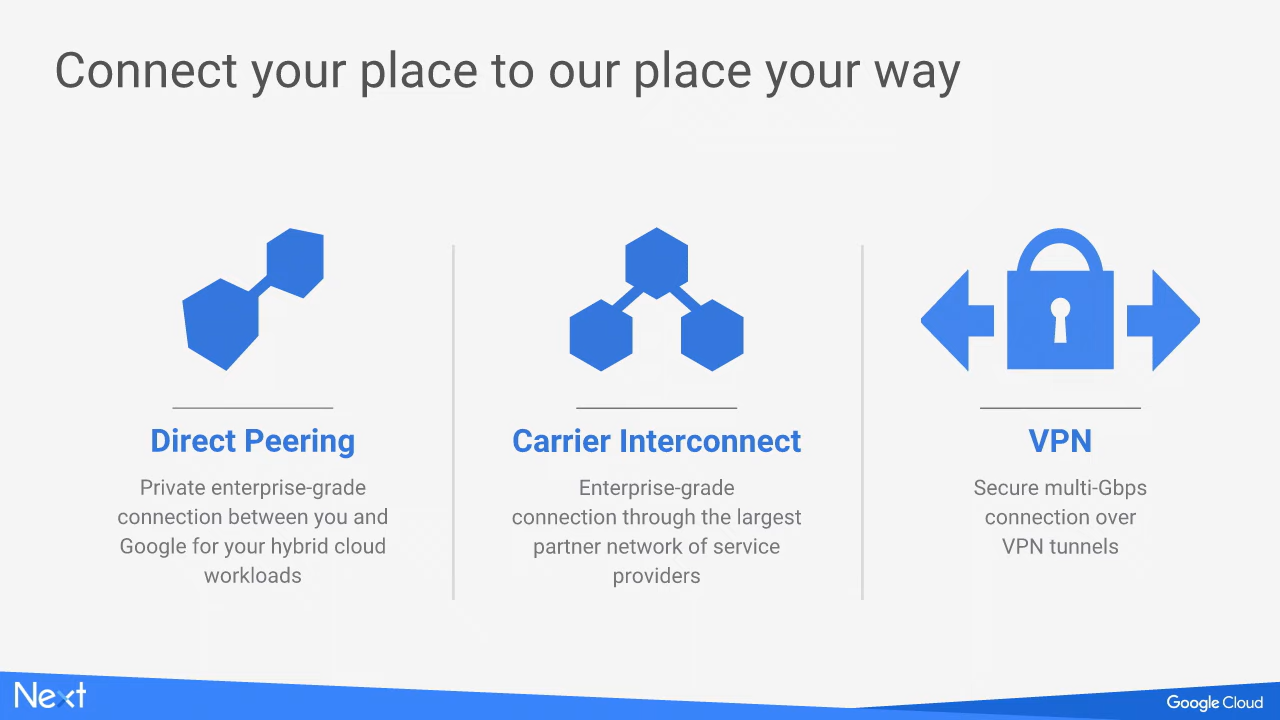 Connect your place to our place your way
Direct Peering
Private enterprise-grade
connection between you and
Google for your hybrid cloud
workloads
Carrier Interconnect
Enterprise-grade
connection through the largest
partner network of service
providers
VPN
Secure multi-Gbps
connection over
VPN tunnels
Next
Google Cloud